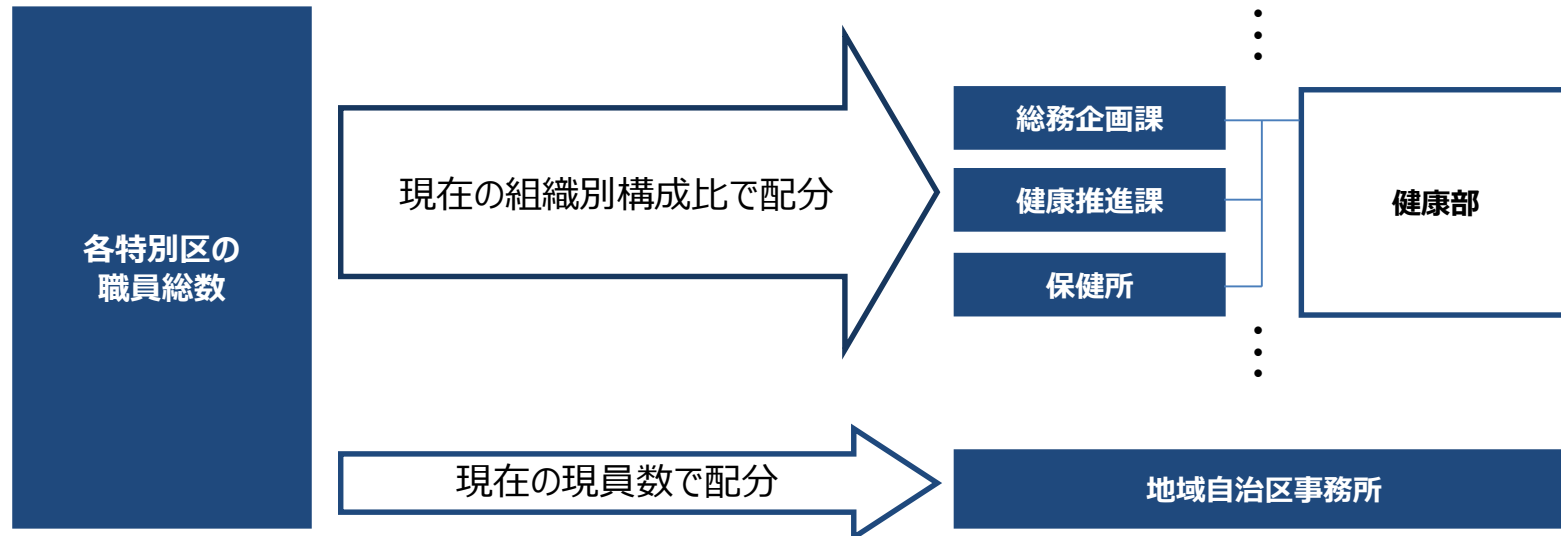 各特別区の
職員総数
現在の組織別構成比で配分
総務企画課
健康推進課
保健所
健康部
現在の現員数で配分
地域自治区事務所